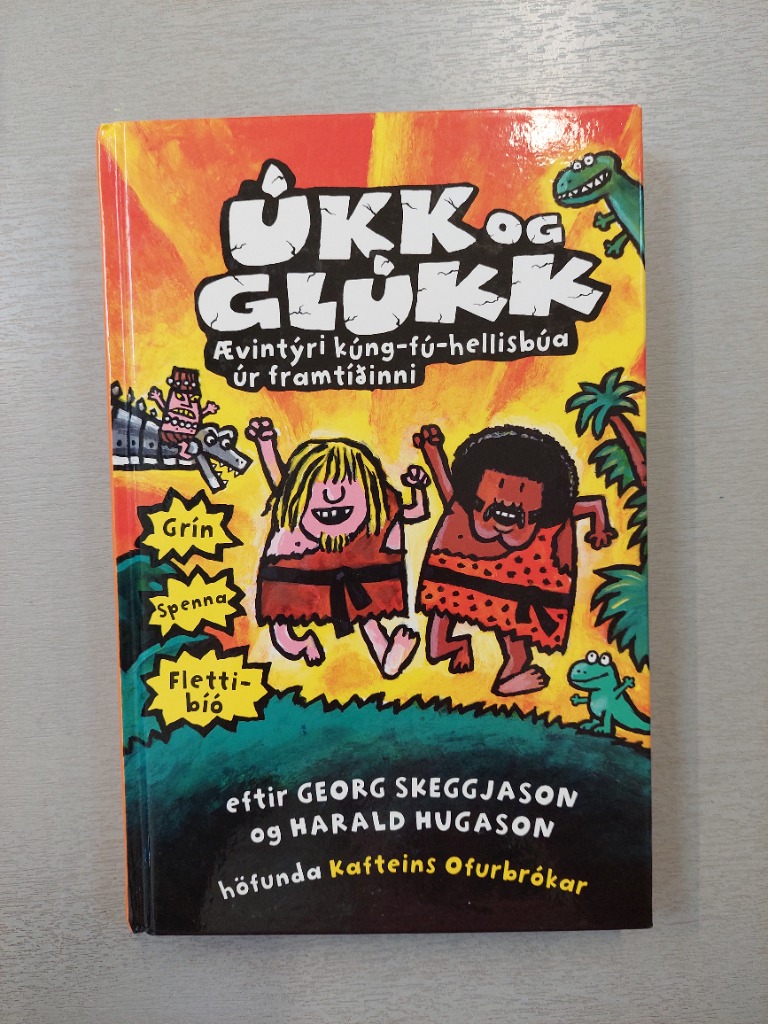 ÚKK OG
GLÚKK
Ævintýri kúng-fú-hellisbúa
úr framtíðinni
Grín
Spenna
Fletti-
bíó
eftir GEORG SKEGGJASON
og HARALD HUGASON
höfunda Kafteins Ofurbrókar